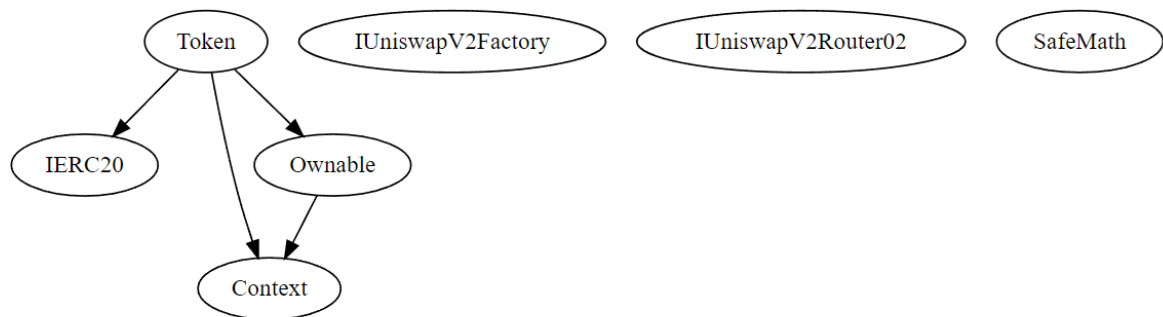 Token
IUniswapV2Factory
IUniswapV2Router02
SafeMath
IERC20
Ownable
Context